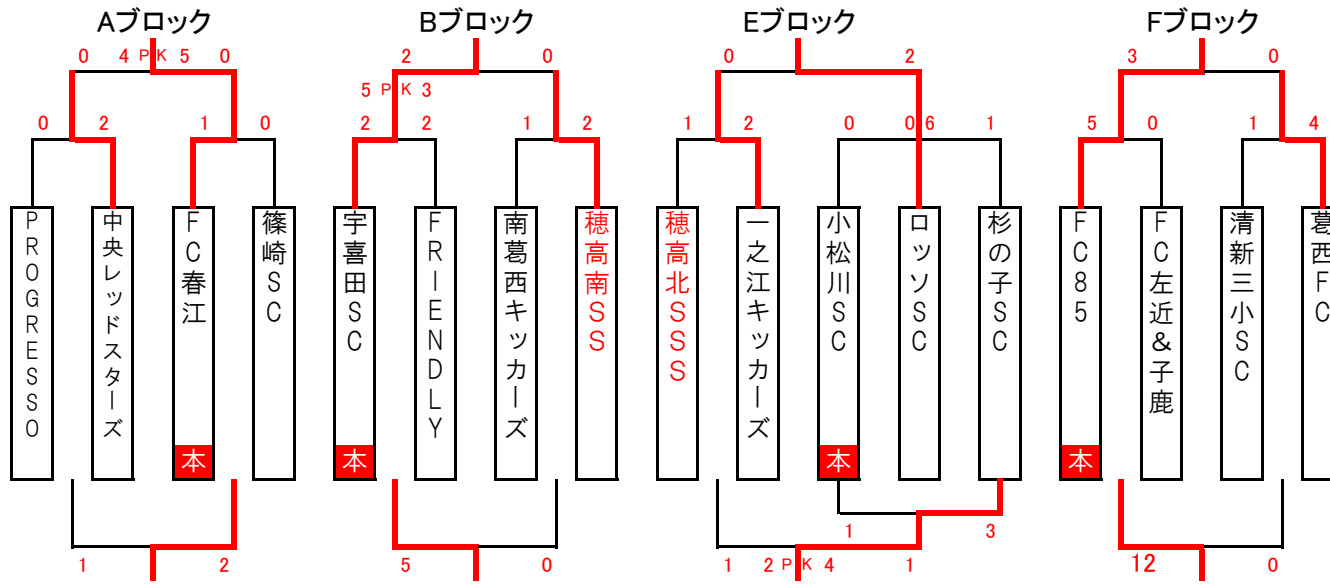 Aブロック Bブロック Eブロック Fブロック
0 4 PK 5 0 2 0 0 2 3 0
5 PK 3
0 2 1 0 2 2 1 2 1 2 0 0 6 1 5 0 1 4
PROGRESSO
中央レッドスターズ
FC春江
本
篠崎SC
宇喜田SC
本
FRIENDLY
南葛西キッカーズ
穂高南SS
穂高北SSS
一之江キッカーズ
小松川SC
本
ロッソSC
杉の子SC
FC85
本
FC左近&子鹿
清新三小SC
葛西FC
1 3
1 2 5 0 1 2 PK 4 1 12 0